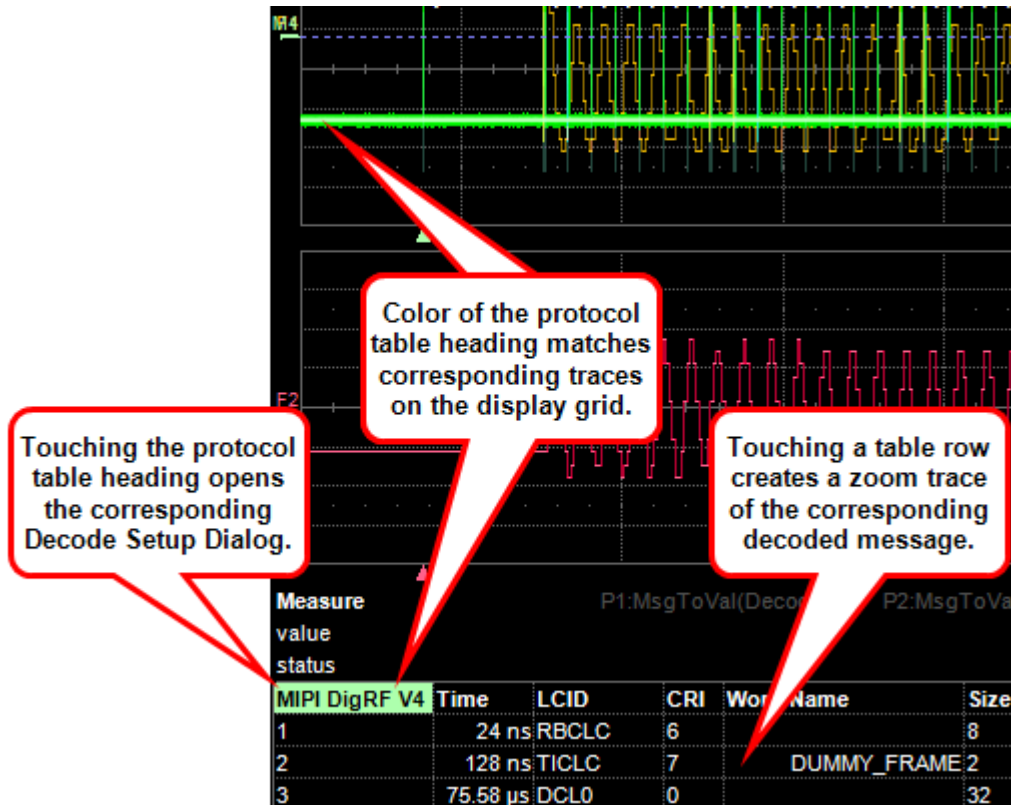 M4
Color of the protocol
table heading matches
corresponding traces
on the display grid.
F2
Touching the protocol
table heading opens
the corresponding
Decode Setup Dialog.
Touching a table row
creates a zoom trace
of the corresponding
decoded message.
Measure P1:MsgToVal(Deco P2:MsgToVa
value
status
MIPI DigRF V4 Time LCID CRI Wor Name Size
1 24 ns RBCLC 6 8
2 128 ns TICLC 7 DUMMY_FRAME 2
3 75.58 µs DCL0 0 32